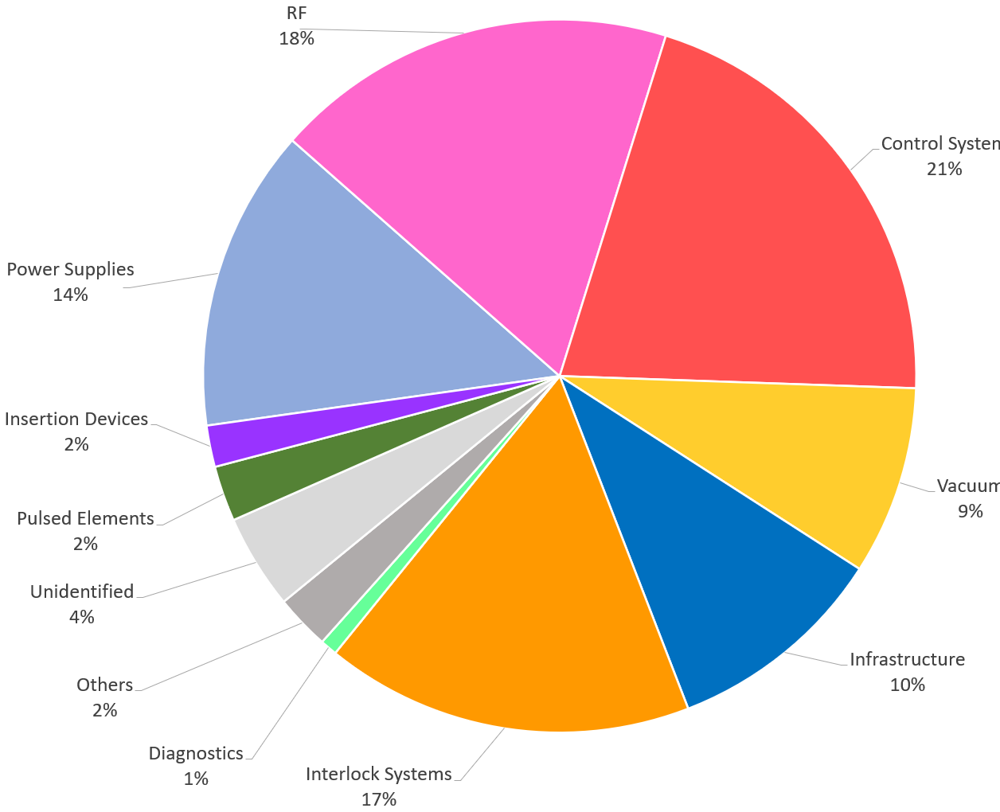 RF
18%
Control System
21%
Power Supplies
14%
Insertion Devices
2%
Vacuum
9%
Pulsed Elements
2%
Unidentified
4%
Infrastructure
10%
Others
2%
Diagnostics
1%
Interlock Systems
17%